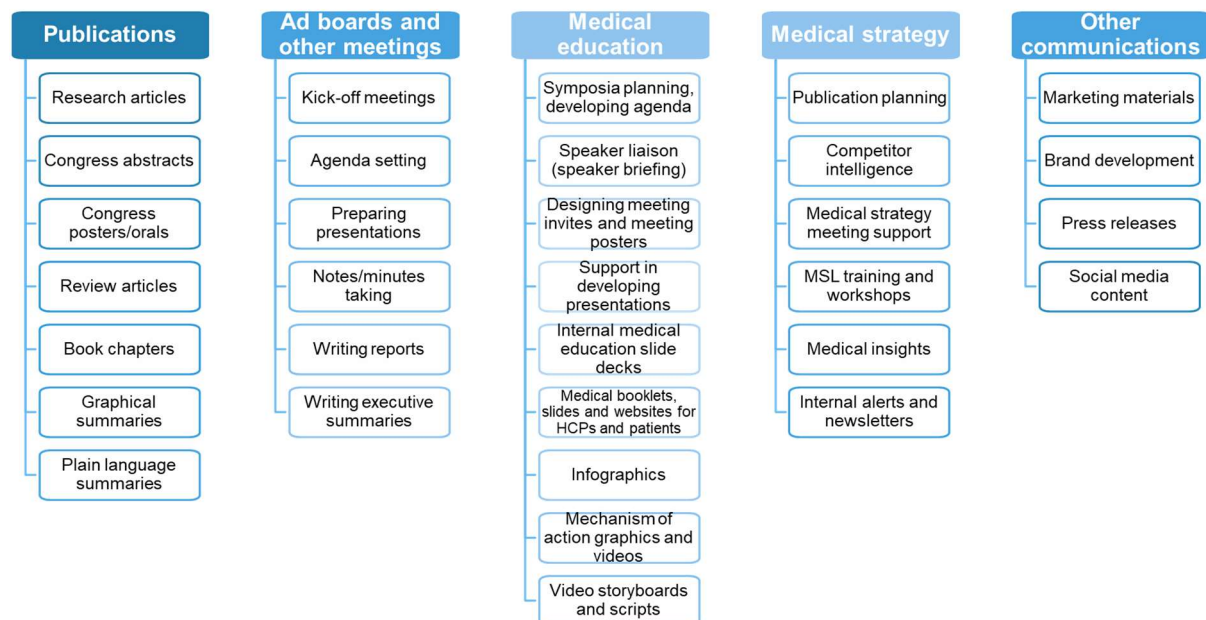 Publications
Research articles
Congress abstracts
Congress
posters/orals
Review articles
Book chapters
Graphical
summaries
Plain language
summaries
Ad boards and
other meetings
Kick-off meetings
Agenda setting
Preparing
presentations
Notes/minutes
taking
Writing reports
Writing executive
summaries
Medical
education
Symposia planning,
developing agenda
Speaker liaison
(speaker briefing)
Designing meeting
invites and meeting
posters
Support in
developing
presentations
Internal medical
education slide
decks
Medical booklets,
slides and websites for
HCPs and patients
Infographics
Mechanism of
action graphics and
videos
Video storyboards
and scripts
Medical strategy
Publication planning
Competitor
intelligence
Medical strategy
meeting support
MSL training and
workshops
Medical insights
Internal alerts and
newsletters
Other
communications
Marketing materials
Brand development
Press releases
Social media
content